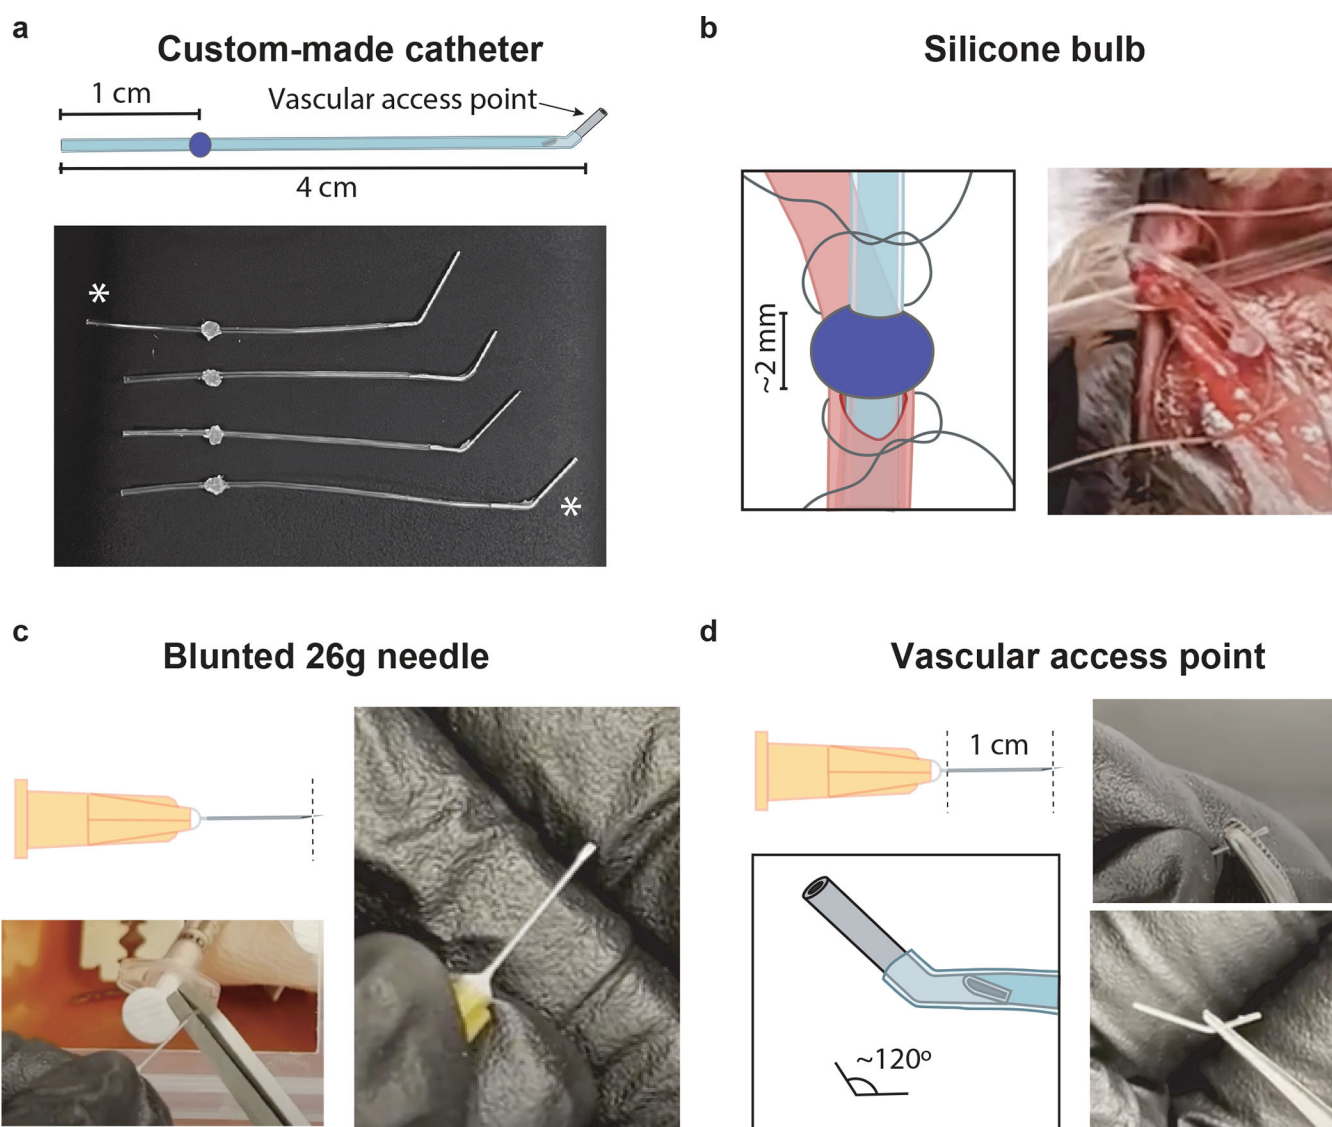 a
Custom-made catheter
1 cm
Vascular access point
4 cm
*
*
b
Silicone bulb
~2 mm
c
Blunted 26g needle
d
Vascular access point
1 cm
~120º